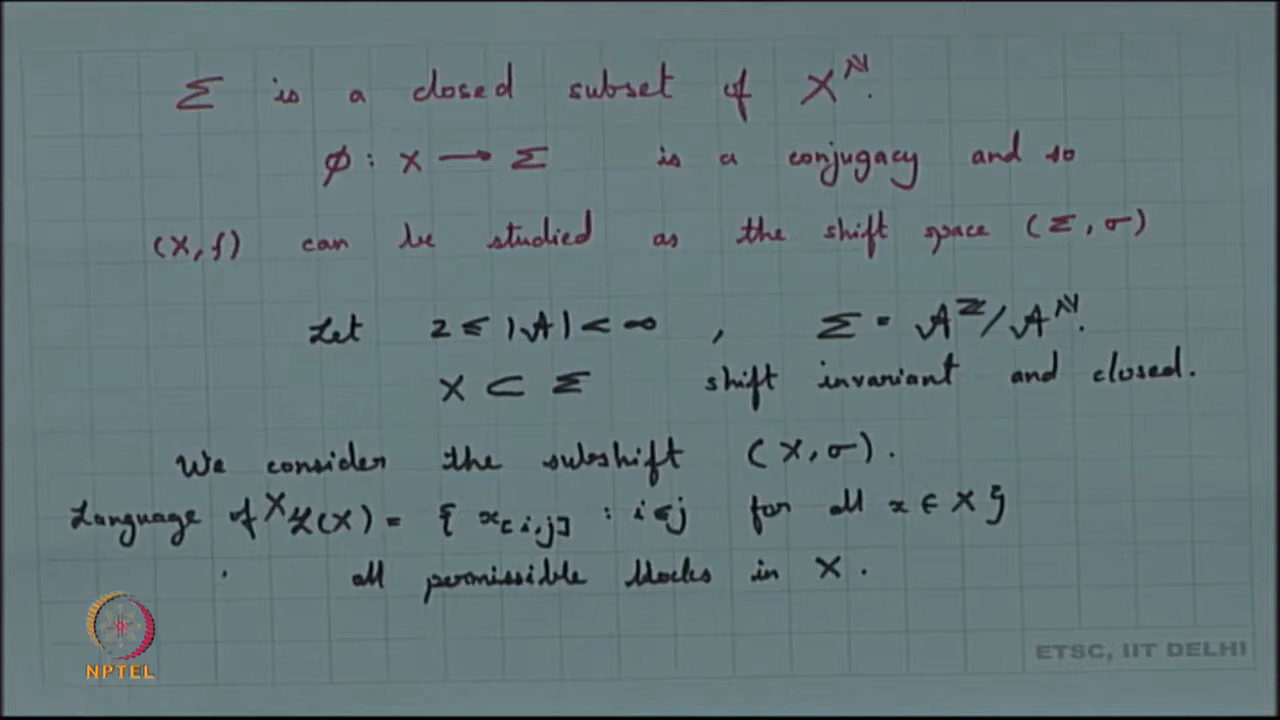 Σ is a closed subset of X^ℕ.
φ : X → Σ is a conjugacy and so
(X, f) can be studied as the shift space (Σ, σ)
Let 2 ≤ |𝒜| < ∞ , Σ = 𝒜^ℤ / 𝒜^ℕ.
X ⊂ Σ shift invariant and closed.
We consider the subshift (X, σ).
Language of X ℒ(X) = { x_[i,j] : i ≤ j for all x ∈ X }
all permissible blocks in X.
NPTEL
ETSC, IIT DELHI